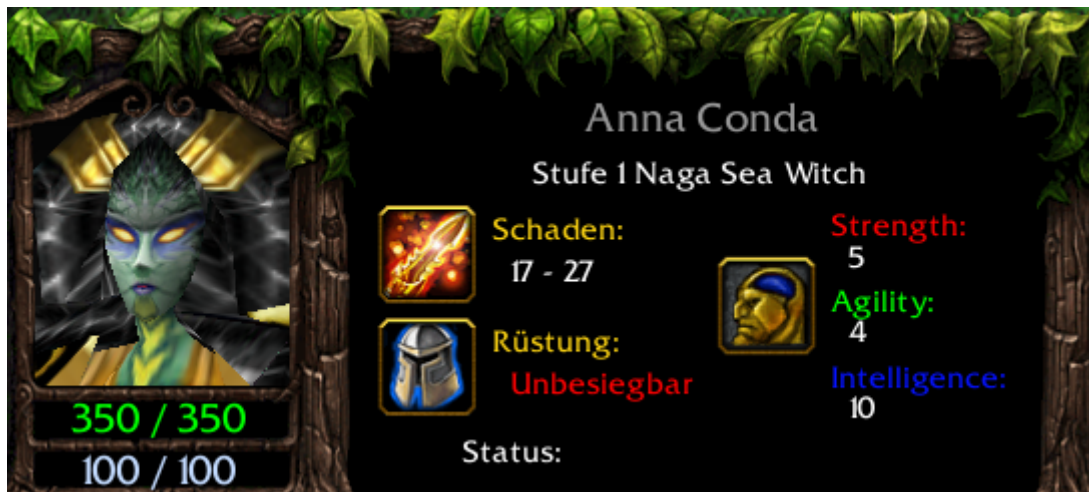 Anna Conda
Stufe 1 Naga Sea Witch
Schaden:
17 - 27
Rüstung:
Unbesiegbar
Strength:
5
Agility:
4
Intelligence:
10
Status:
350 / 350
100 / 100